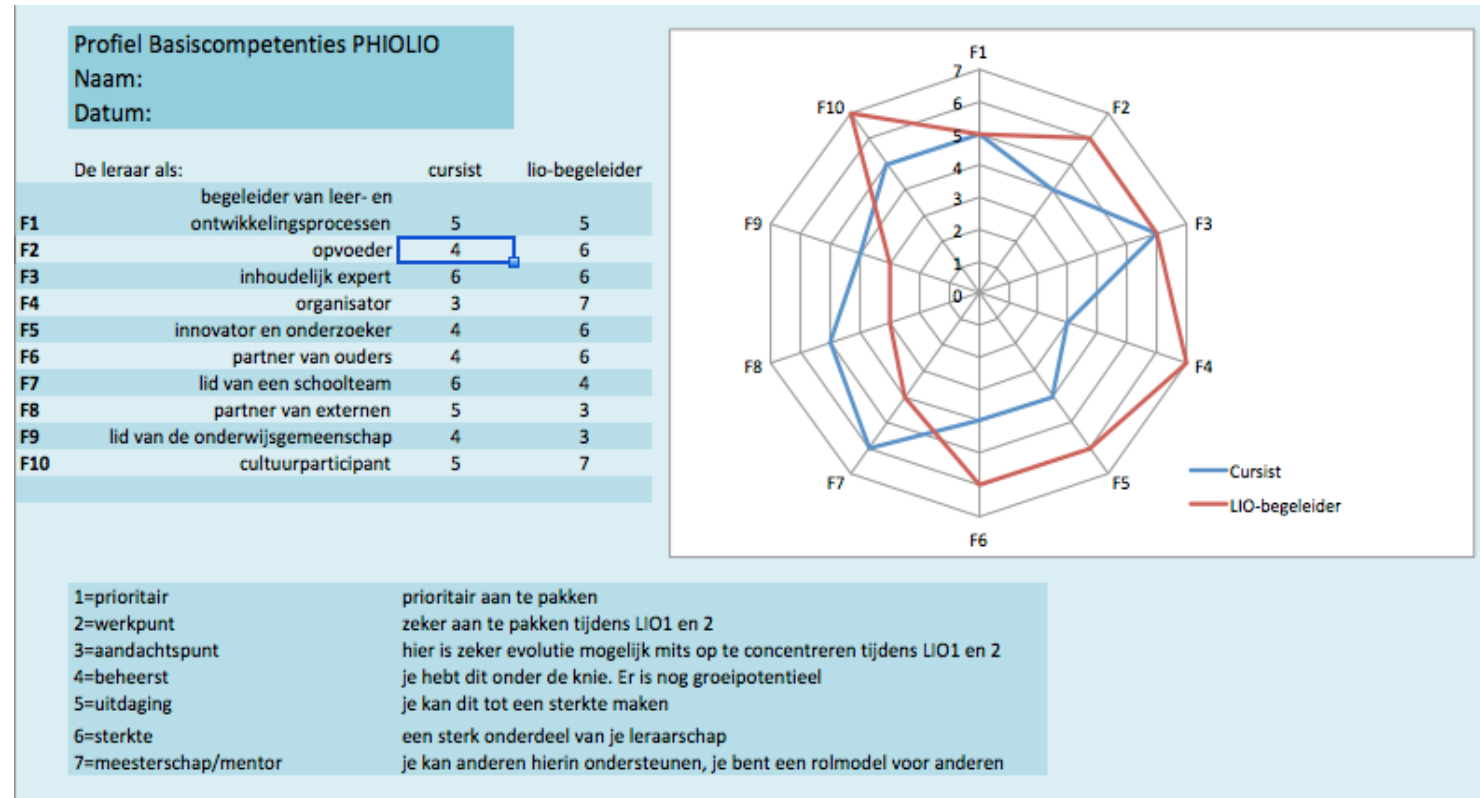 Profiel Basiscompetenties PHIOLIO
Naam:
Datum:
De leraar als: cursist lio-begeleider
begeleider van leer- en
F1 ontwikkelingsprocessen 5 5
F2 opvoeder 4 6
F3 inhoudelijk expert 6 6
F4 organisator 3 7
F5 innovator en onderzoeker 4 6
F6 partner van ouders 4 6
F7 lid van een schoolteam 6 4
F8 partner van externen 5 3
F9 lid van de onderwijsgemeenschap 4 3
F10 cultuurparticipant 5 7
F1
7
F10 6 F2
5
4
3
F9 2 F3
1
0
F8 F4
F7 F5
F6
Cursist
LIO-begeleider
1=prioritair prioritair aan te pakken
2=werkpunt zeker aan te pakken tijdens LIO1 en 2
3=aandachtspunt hier is zeker evolutie mogelijk mits op te concentreren tijdens LIO1 en 2
4=beheerst je hebt dit onder de knie. Er is nog groeipotentieel
5=uitdaging je kan dit tot een sterkte maken
6=sterkte een sterk onderdeel van je leraarschap
7=meesterschap/mentor je kan anderen hierin ondersteunen, je bent een rolmodel voor anderen